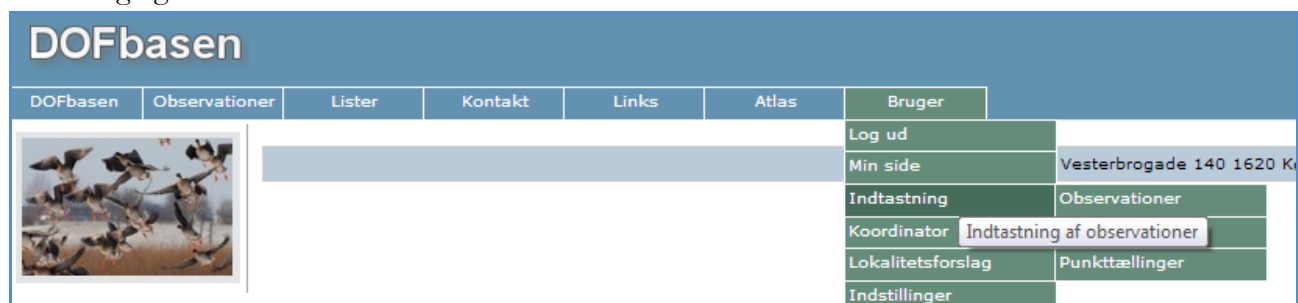 DOFbasen
DOFbasen Observationer Lister Kontakt Links Atlas Bruger
Log ud
Min side Vesterbrogade 140 1620 K
Indtastning Observationer
Koordinator Indtastning af observationer
Lokalitetsforslag Punkttællinger
Indstillinger